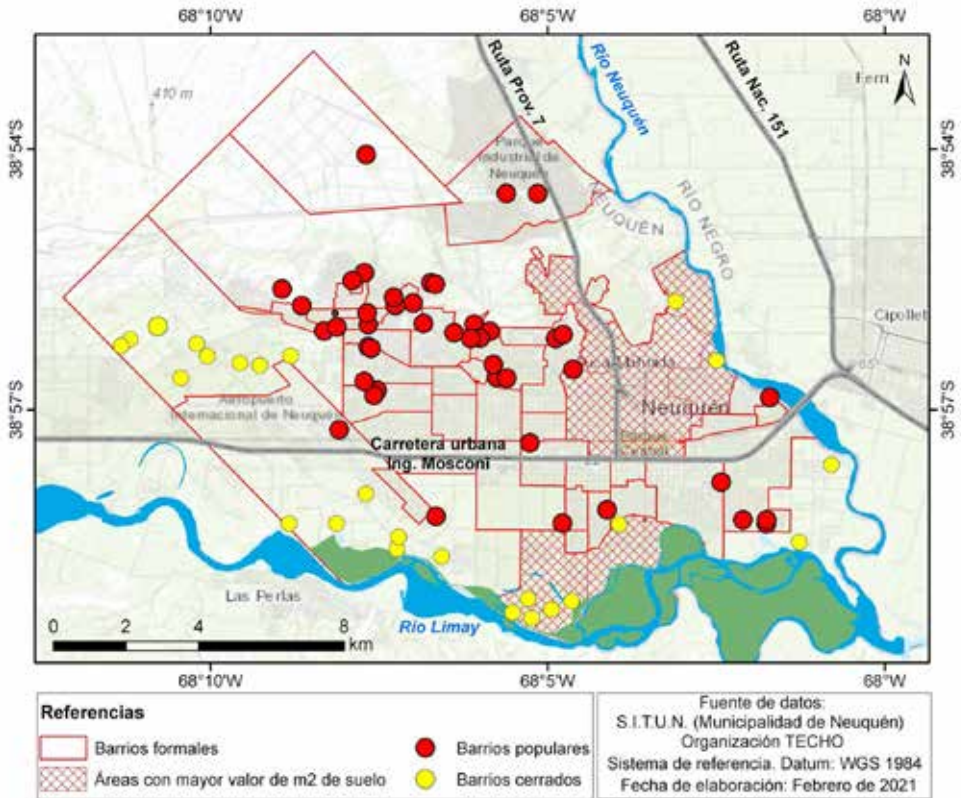 68°10'W 68°5'W 68°W
N
Ruta Prov. 7
Río Neuquén
Ruta Nac. 151
410 m
38°54'S
38°54'S
Parque
Industrial de
Neuquén
NEUQUÉN
RÍO NEGRO
Cipollet
Neuquén
38°57'S
38°57'S
Aeropuerto
Internacional de Neuquén
Carretera urbana
Ing. Mosconi
Las Perlas
Río Limay
0 2 4 8
km
68°10'W 68°5'W 68°W
Referencias
Barrios formales
Barrios populares
Áreas con mayor valor de m2 de suelo
Barrios cerrados
Fuente de datos:
S.I.T.U.N. (Municipalidad de Neuquén)
Organización TECHO
Sistema de referencia. Datum: WGS 1984
Fecha de elaboración: Febrero de 2021